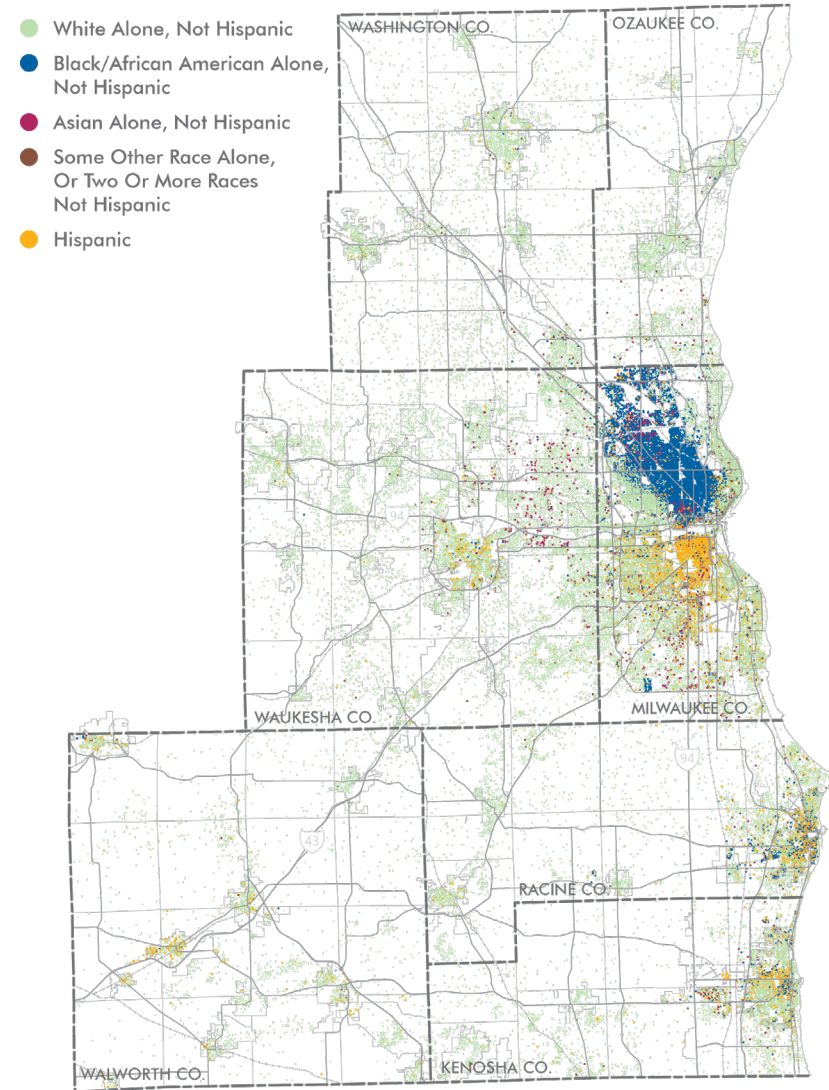 White Alone, Not Hispanic
Black/African American Alone,
Not Hispanic
Asian Alone, Not Hispanic
Some Other Race Alone,
Or Two Or More Races
Not Hispanic
Hispanic
WASHINGTON CO.
OZAUKEE CO.
41
43
94
WAUKESHA CO.
MILWAUKEE CO.
94
43
RACINE CO.
WALWORTH CO.
KENOSHA CO.